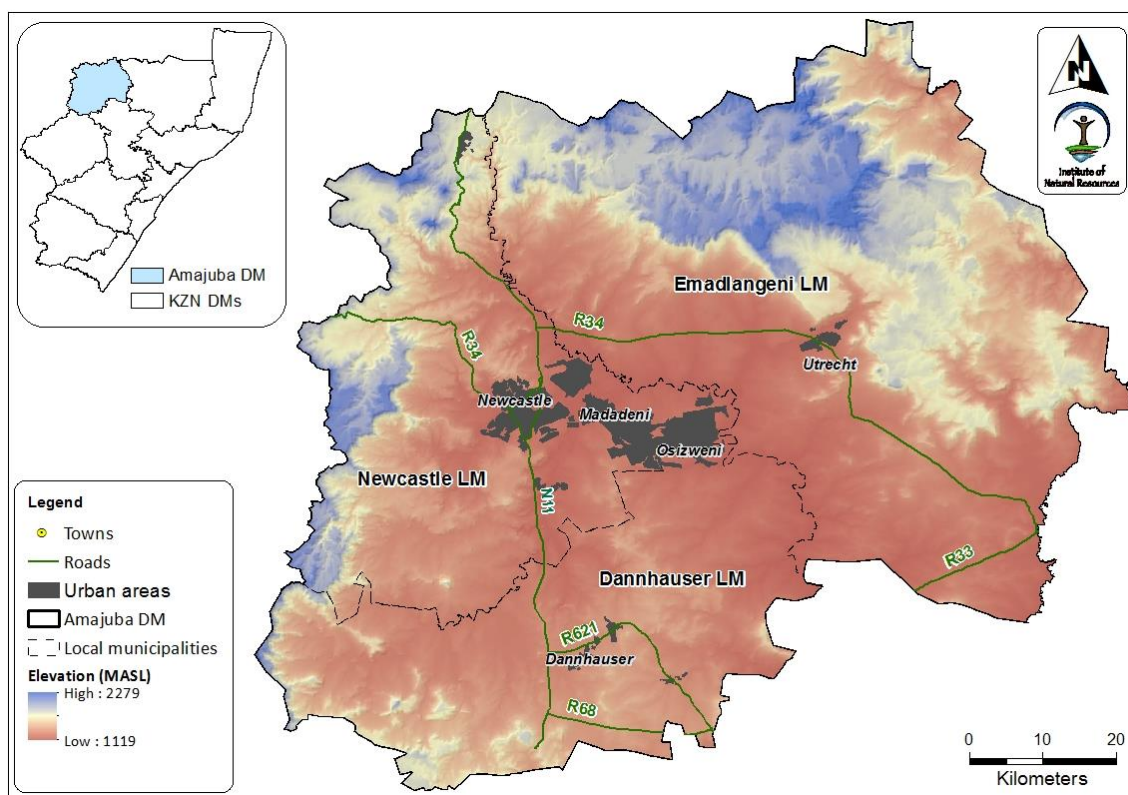 Amajuba DM
KZN DMs
N
Institute of
Natural Resources
Emadlangeni LM
R34
R34
Utrecht
Newcastle
Madadeni
Osizweni
Newcastle LM
N11
R33
Dannhauser LM
R621
Dannhauser
R68
Legend
Towns
Roads
Urban areas
Amajuba DM
Local municipalities
Elevation (MASL)
High : 2279
Low : 1119
0 10 20
Kilometers